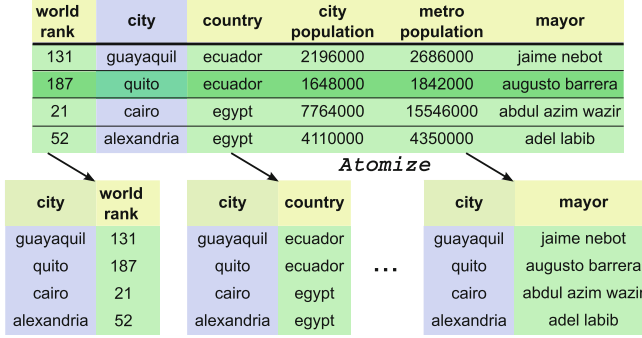 world rank city country city population metro population mayor
131 guayaquil ecuador 2196000 2686000 jaime nebot
187 quito ecuador 1648000 1842000 augusto barrera
21 cairo egypt 7764000 15546000 abdul azim wazir
52 alexandria egypt 4110000 4350000 adel labib
Atomize
city world rank
guayaquil 131
quito 187
cairo 21
alexandria 52
city country
guayaquil ecuador
quito ecuador
cairo egypt
alexandria egypt
...
city mayor
guayaquil jaime nebot
quito augusto barrera
cairo abdul azim wazir
alexandria adel labib